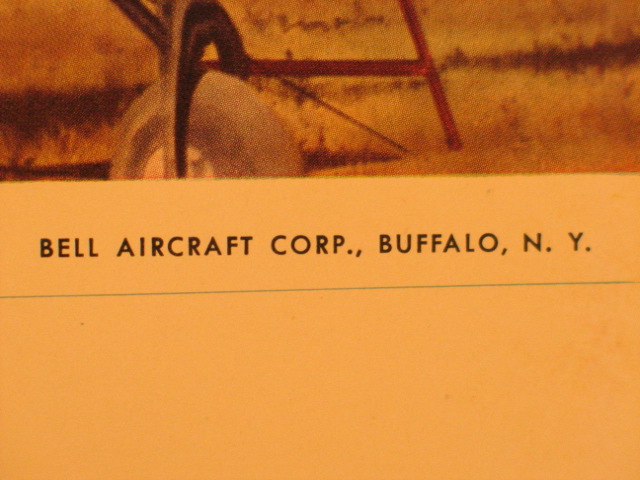 BELL AIRCRAFT CORP., BUFFALO, N. Y.